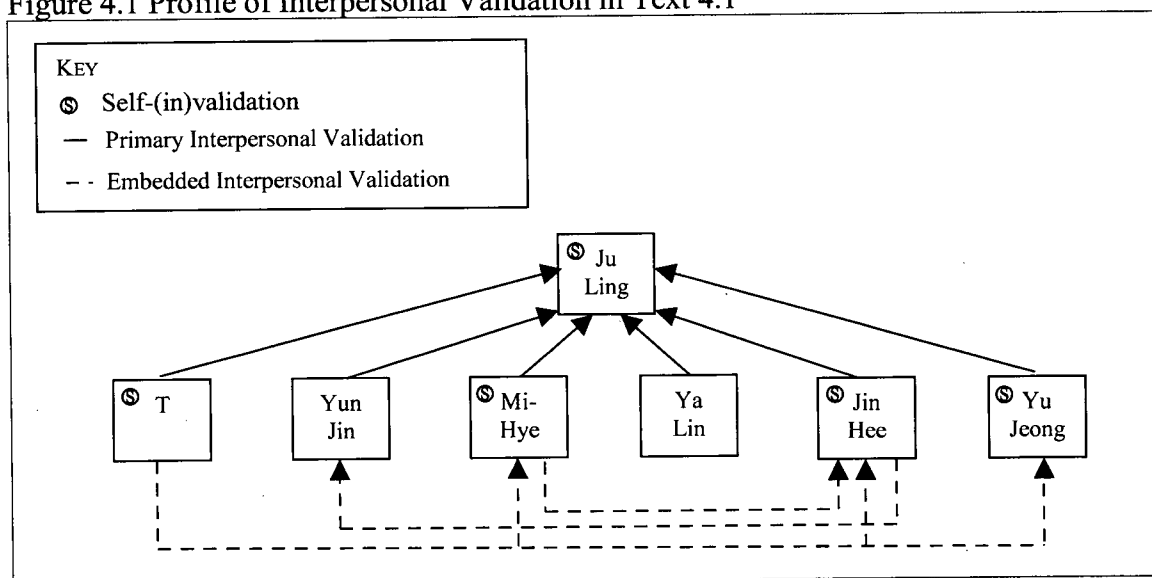 Figure 4.1 Profile of Interpersonal Validation in Text 4.1
KEY
Ⓢ Self-(in)validation
— Primary Interpersonal Validation
-- - Embedded Interpersonal Validation
Ⓢ Ju
Ling
Ⓢ T
Yun
Jin
Ⓢ Mi-
Hye
Ya
Lin
Ⓢ Jin
Hee
Ⓢ Yu
Jeong